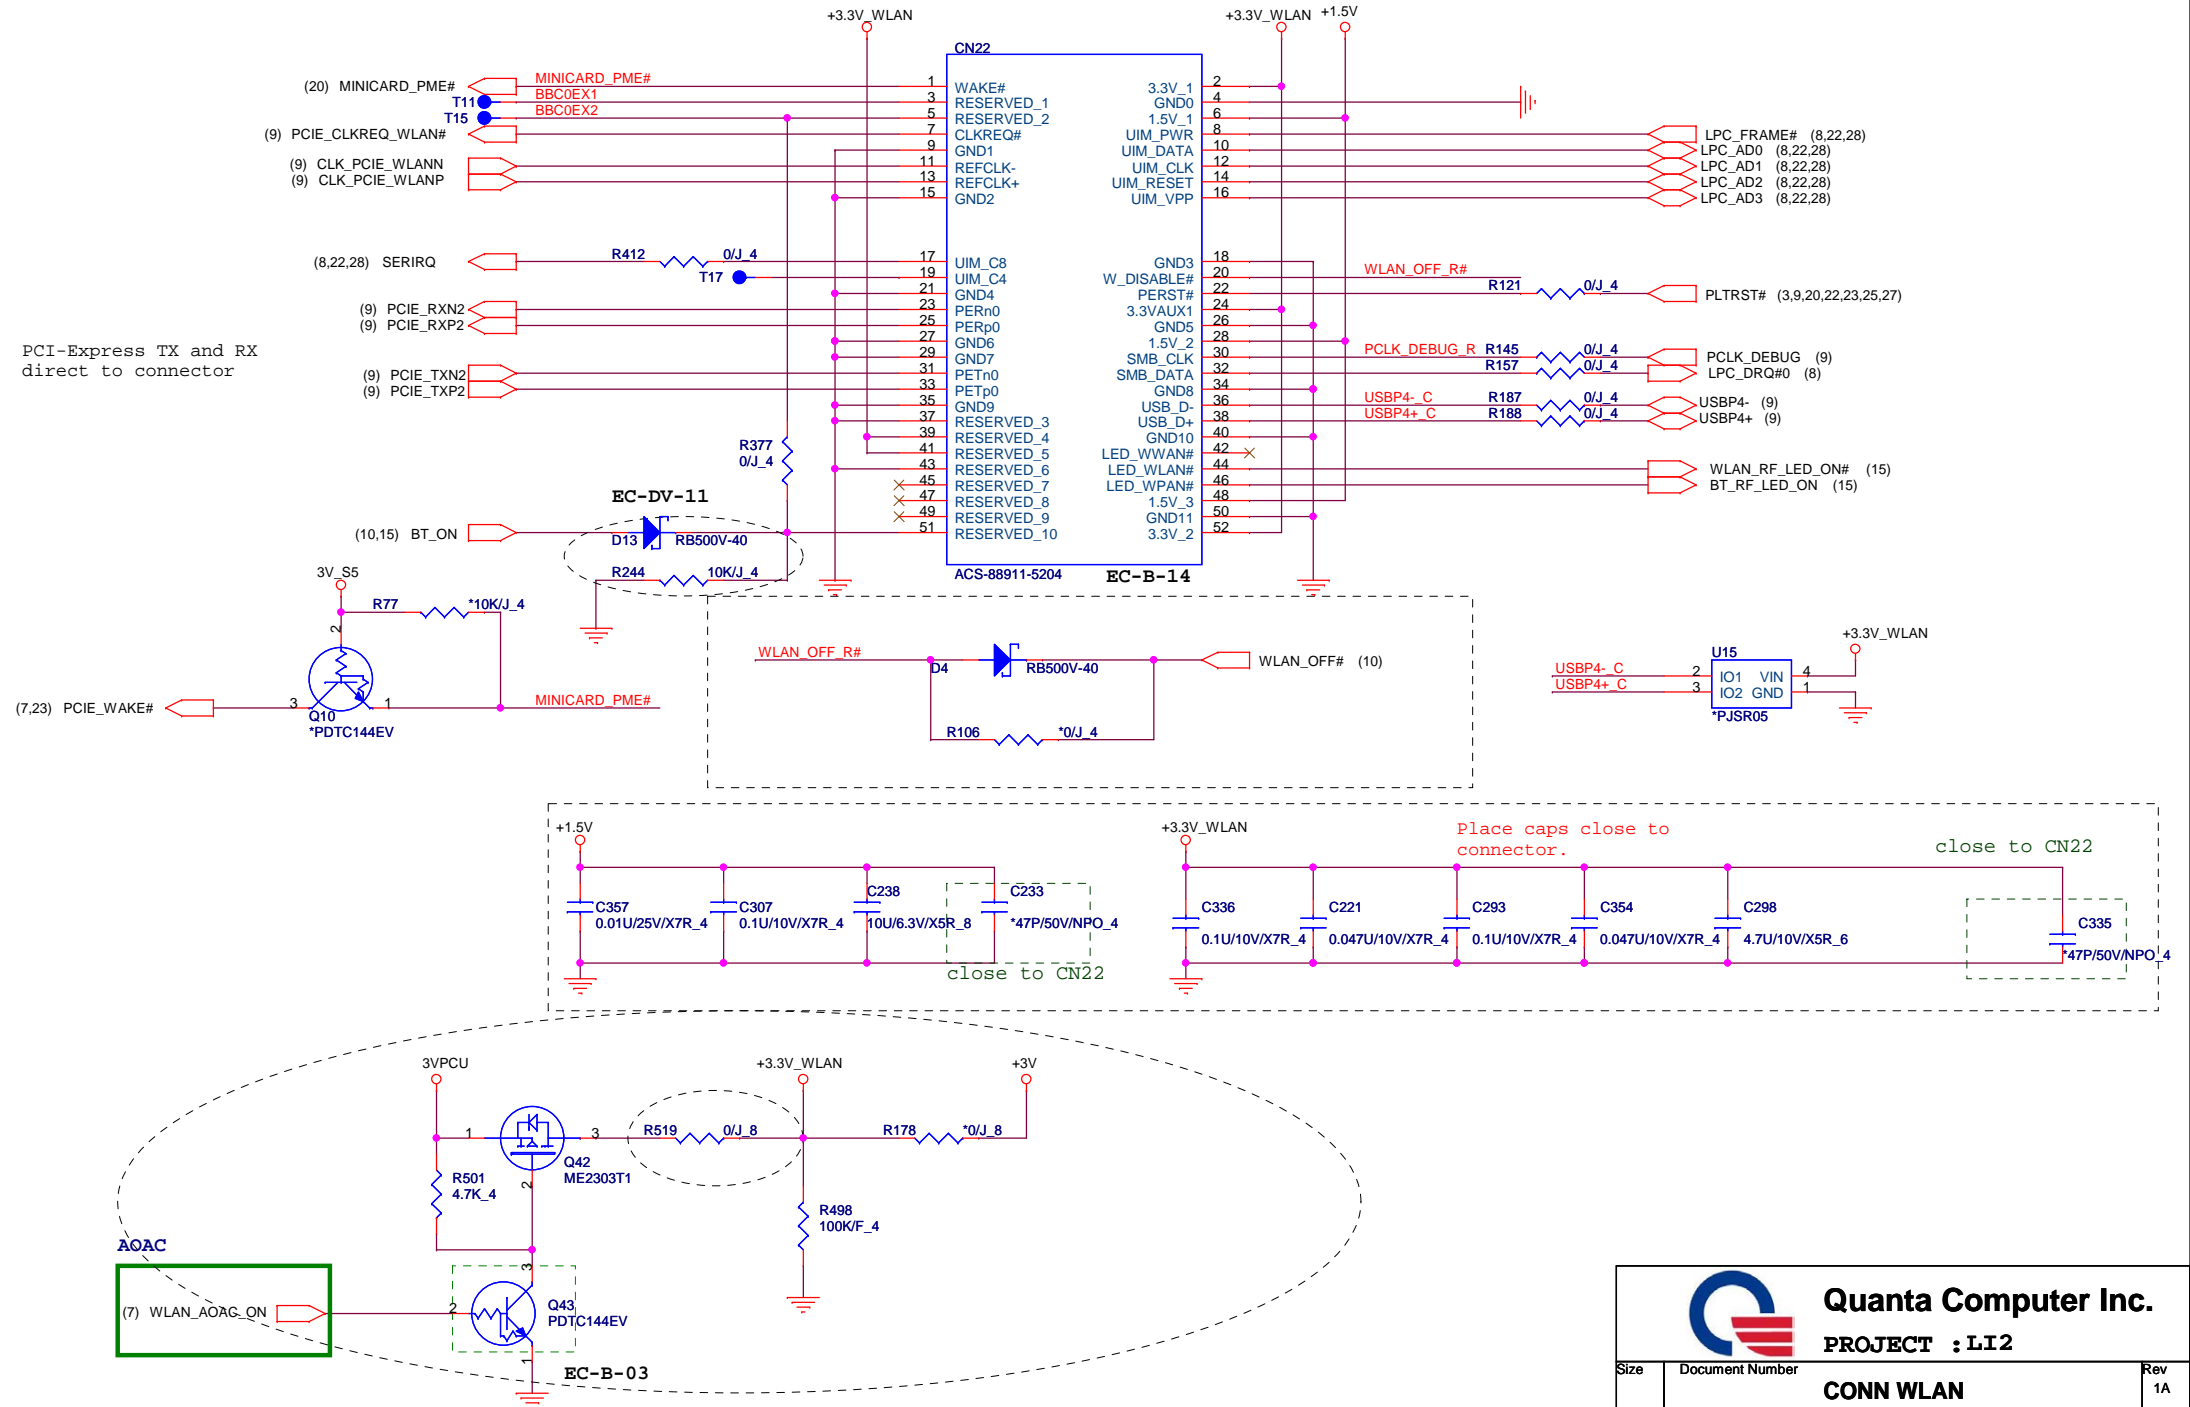 +3.3V_WLAN
+3.3V_WLAN
+1.5V
CN22
(20) MINICARD_PME#
MINICARD_PME#
1 WAKE#
3.3V_1 2
T11
BBC0EX1
3 RESERVED_1
GND0 4
T15
BBC0EX2
5 RESERVED_2
1.5V_1 6
(9) PCIE_CLKREQ_WLAN#
7 CLKREQ#
UIM_PWR 8
LPC_FRAME# (8,22,28)
9 GND1
UIM_DATA 10
LPC_AD0 (8,22,28)
(9) CLK_PCIE_WLANN
11 REFCLK-
UIM_CLK 12
LPC_AD1 (8,22,28)
(9) CLK_PCIE_WLANP
13 REFCLK+
UIM_RESET 14
LPC_AD2 (8,22,28)
15 GND2
UIM_VPP 16
LPC_AD3 (8,22,28)
(8,22,28) SERIRQ
R412 0/J_4
17 UIM_C8
GND3 18
T17
19 UIM_C4
W_DISABLE# 20
WLAN_OFF_R#
21 GND4
PERST# 22
R121 0/J_4
PLTRST# (3,9,20,22,23,25,27)
(9) PCIE_RXN2
23 PERn0
3.3VAUX1 24
(9) PCIE_RXP2
25 PERp0
GND5 26
27 GND6
1.5V_2 28
PCI-Express TX and RX
direct to connector
29 GND7
SMB_CLK 30
PCLK_DEBUG_R R145 0/J_4
PCLK_DEBUG (9)
(9) PCIE_TXN2
31 PETn0
SMB_DATA 32
R157 0/J_4
LPC_DRQ#0 (8)
(9) PCIE_TXP2
33 PETp0
GND8 34
35 GND9
USB_D- 36
USBP4-_C R187 0/J_4
USBP4- (9)
37 RESERVED_3
USB_D+ 38
USBP4+_C R188 0/J_4
USBP4+ (9)
39 RESERVED_4
GND10 40
R377
0/J_4
41 RESERVED_5
LED_WWAN# 42
43 RESERVED_6
LED_WLAN# 44
WLAN_RF_LED_ON# (15)
45 RESERVED_7
LED_WPAN# 46
BT_RF_LED_ON (15)
47 RESERVED_8
1.5V_3 48
EC-DV-11
49 RESERVED_9
GND11 50
(10,15) BT_ON
D13 RB500V-40
51 RESERVED_10
3.3V_2 52
R244 10K/J_4
ACS-88911-5204
EC-B-14
3V_S5
R77 *10K/J_4
2
(7,23) PCIE_WAKE#
3
1
MINICARD_PME#
Q10
*PDTC144EV
WLAN_OFF_R#
D4 RB500V-40
WLAN_OFF# (10)
R106 *0/J_4
+3.3V_WLAN
U15
USBP4-_C 2 IO1 VIN 4
USBP4+_C 3 IO2 GND 1
*PJSR05
+1.5V
C357
0.01U/25V/X7R_4
C307
0.1U/10V/X7R_4
C238
10U/6.3V/X5R_8
C233
*47P/50V/NPO_4
close to CN22
+3.3V_WLAN
Place caps close to
connector.
close to CN22
C336
0.1U/10V/X7R_4
C221
0.047U/10V/X7R_4
C293
0.1U/10V/X7R_4
C354
0.047U/10V/X7R_4
C298
4.7U/10V/X5R_6
C335
*47P/50V/NPO_4
3VPCU
+3.3V_WLAN
+3V
1
3
R519 0/J_8
R178 *0/J_8
Q42
ME2303T1
2
R501
4.7K_4
R498
100K/F_4
AOAC
(7) WLAN_AOAC_ON
2
3
Q43
PDTC144EV
1
EC-B-03
Quanta Computer Inc.
PROJECT : LI2
Size
Document Number
Rev
CONN WLAN
1A